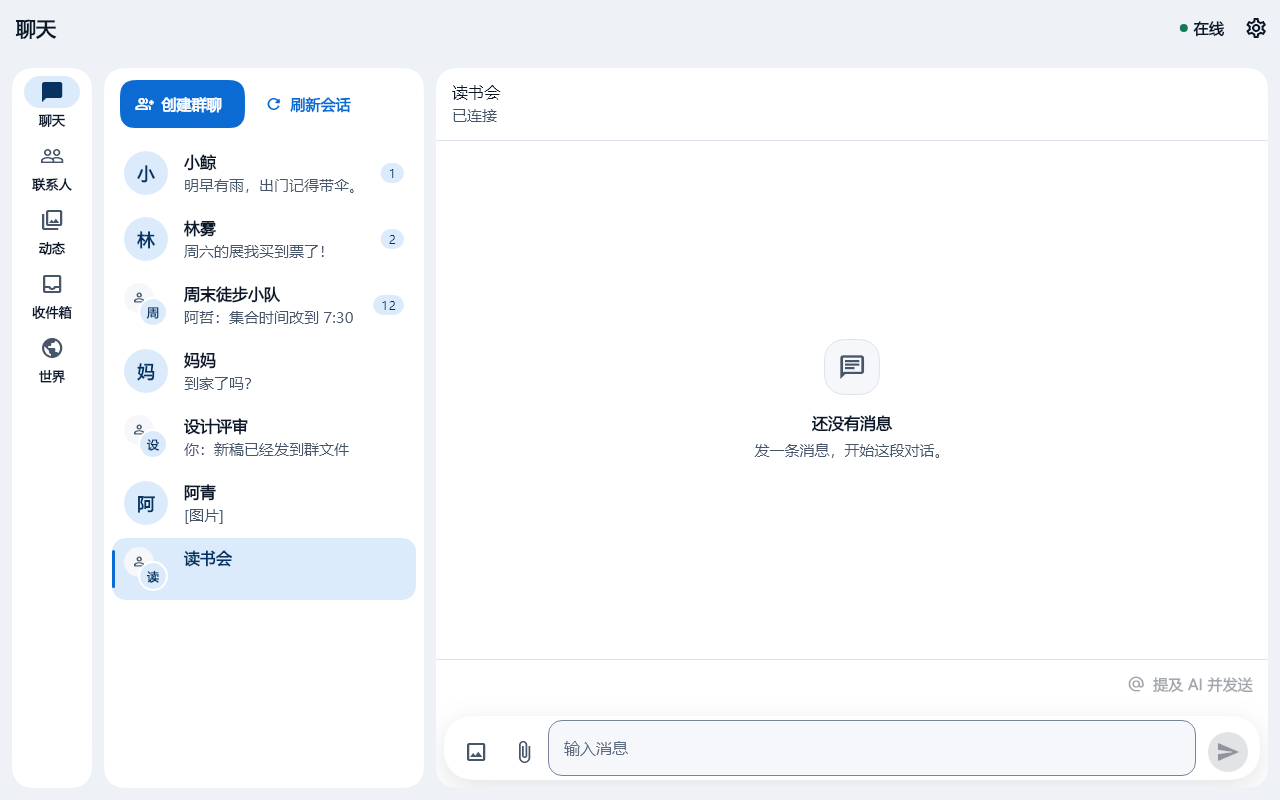 聊天
在线
聊天
联系人
动态
收件箱
世界
创建群聊
刷新会话
小
小鲸
明早有雨，出门记得带伞。
1
林
林雾
周六的展我买到票了！
2
周
周末徒步小队
阿哲：集合时间改到 7:30
12
妈
妈妈
到家了吗？
设
设计评审
你：新稿已经发到群文件
阿
阿青
[图片]
读
读书会
读书会
已连接
还没有消息
发一条消息，开始这段对话。
提及 AI 并发送
输入消息